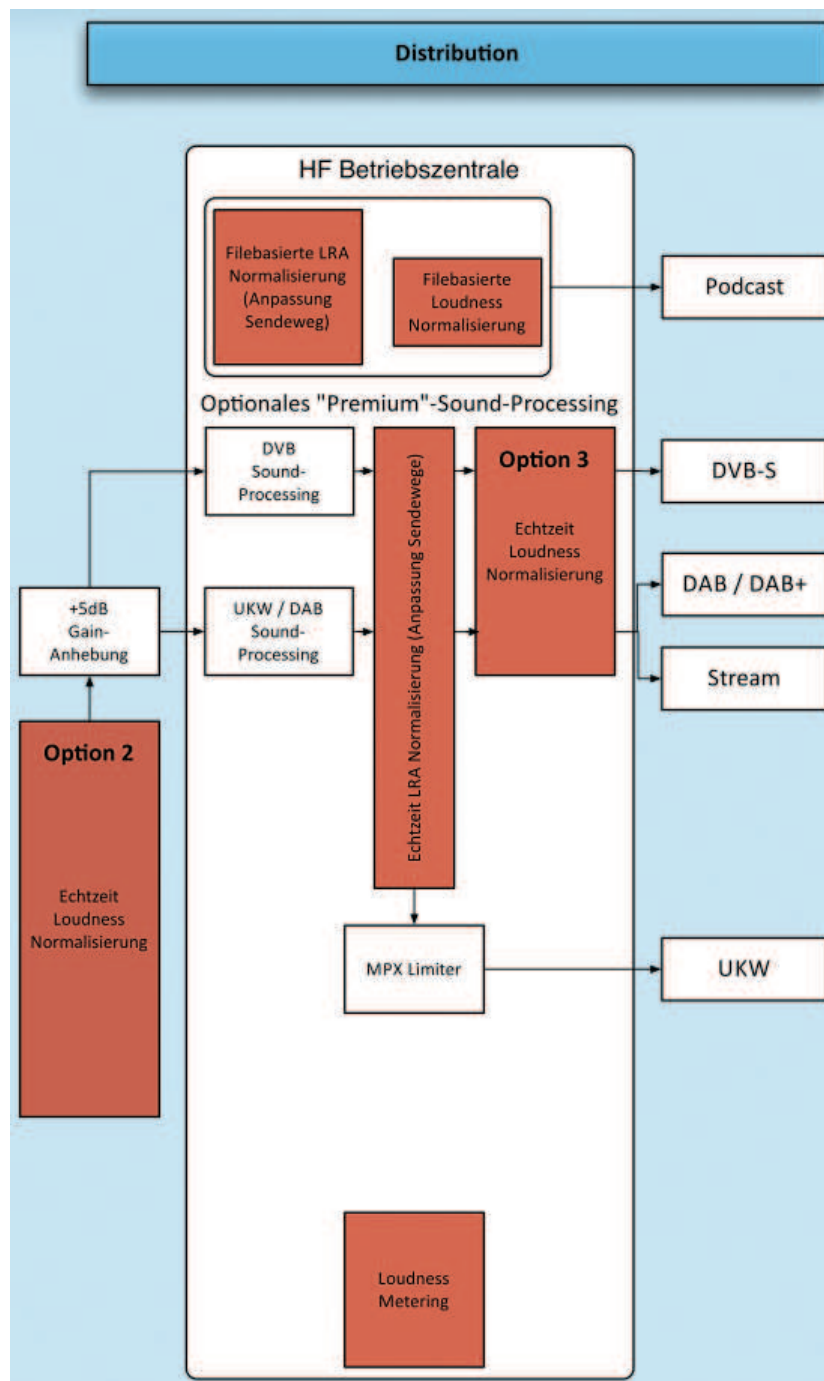 Distribution
HF Betriebszentrale
Filebasierte LRA
Normalisierung
(Anpassung
Sendeweg)
Filebasierte
Loudness
Normalisierung
Podcast
Optionales "Premium"-Sound-Processing
DVB
Sound-
Processing
Echtzeit LRA Normalisierung (Anpassung Sendewege)
Option 3
Echtzeit
Loudness
Normalisierung
DVB-S
+5dB
Gain-
Anhebung
UKW / DAB
Sound-
Processing
DAB / DAB+
Stream
Option 2
Echtzeit
Loudness
Normalisierung
MPX Limiter
UKW
Loudness
Metering